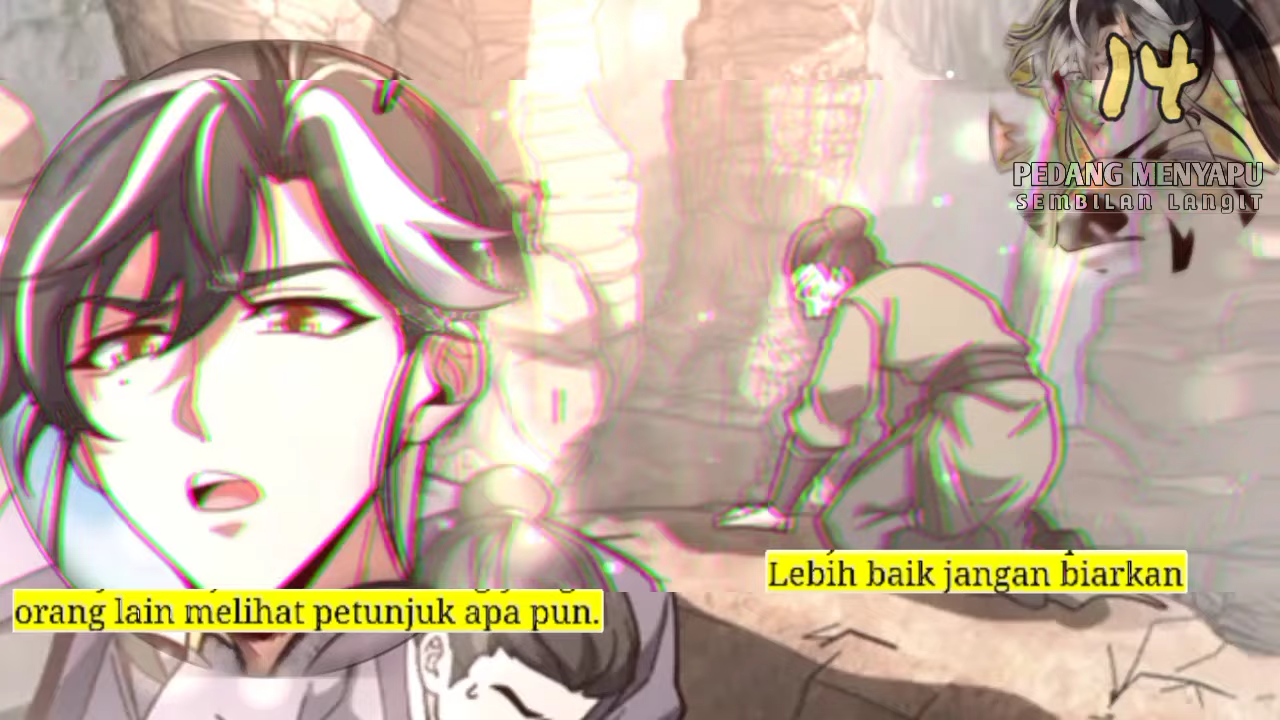 14
PEDANG MENYAPU
SEMBILAN LANGIT
Lebih baik jangan biarkan
orang lain melihat petunjuk apa pun.